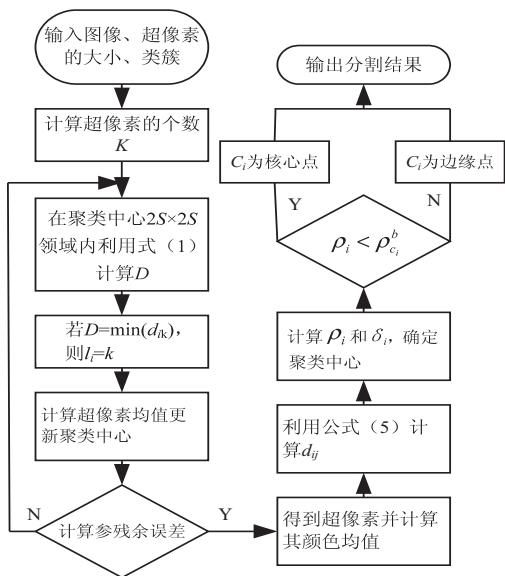 输入图像、超像素
的大小、类簇
计算超像素的个数
K
在聚类中心2S×2S
领域内利用式（1）
计算D
若D=min(d_{ik}),
则l_i=k
计算超像素均值更
新聚类中心
N
计算参残余误差
Y
得到超像素并计算
其颜色均值
利用公式（5）计
算d_{ij}
计算ρ_i和δ_i，确定
聚类中心
ρ_i < ρ_{c_i}^b
Y
N
C_i为核心点
C_i为边缘点
输出分割结果